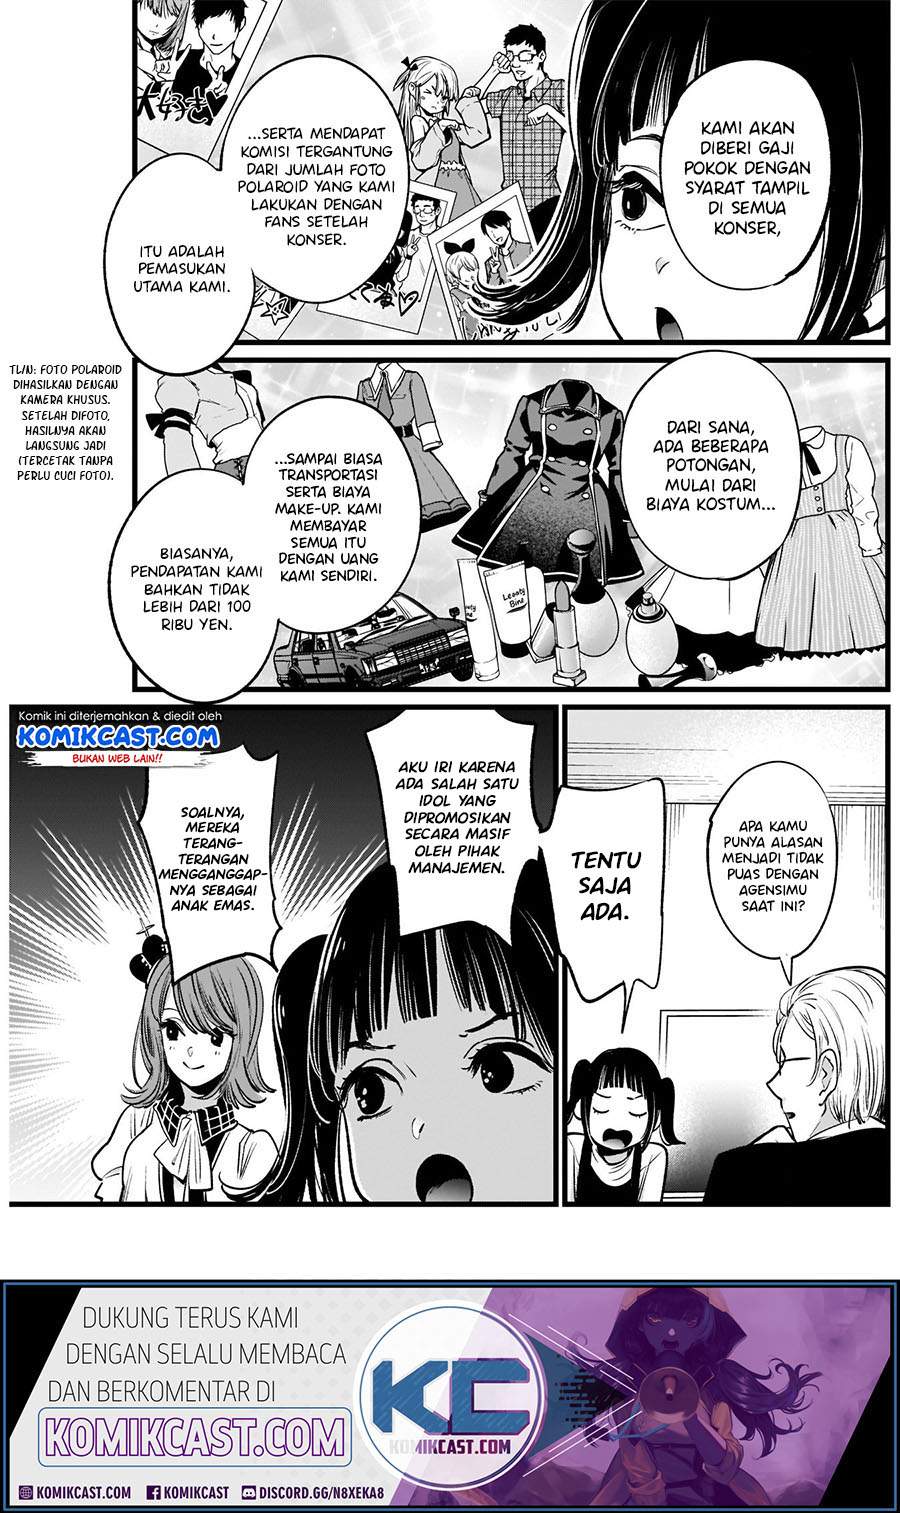 KAMI AKAN
DIBERI GAJI
POKOK DENGAN
SYARAT TAMPIL
DI SEMUA
KONSER,
...SERTA MENDAPAT
KOMISI TERGANTUNG
DARI JUMLAH FOTO
POLAROID YANG KAMI
LAKUKAN DENGAN
FANS SETELAH
KONSER.
ITU ADALAH
PEMASUKAN
UTAMA KAMI.
大好き♡
TL/N: FOTO POLAROID
DIHASILKAN DENGAN
KAMERA KHUSUS.
SETELAH DIFOTO,
HASILNYA AKAN
LANGSUNG JADI
(TERCETAK TANPA
PERLU CUCI FOTO).
DARI SANA,
ADA BEBERAPA
POTONGAN,
MULAI DARI
BIAYA KOSTUM...
...SAMPAI BIASA
TRANSPORTASI
SERTA BIAYA
MAKE-UP. KAMI
MEMBAYAR
SEMUA ITU
DENGAN UANG
KAMI SENDIRI.
BIASANYA,
PENDAPATAN KAMI
BAHKAN TIDAK
LEBIH DARI 100
RIBU YEN.
Leooty
Bine
Leooty
Bine
APA KAMU
PUNYA ALASAN
MENJADI TIDAK
PUAS DENGAN
AGENSIMU
SAAT INI?
TENTU
SAJA
ADA.
AKU IRI KARENA
ADA SALAH SATU
IDOL YANG
DIPROMOSIKAN
SECARA MASIF
OLEH PIHAK
MANAJEMEN.
SOALNYA,
MEREKA
TERANG-
TERANGAN
MENGGANGGAP-
NYA SEBAGAI
ANAK EMAS.
Komik ini diterjemahkan & diedit oleh
KOMIKCAST.COM
BUKAN WEB LAIN!!
DUKUNG TERUS KAMI
DENGAN SELALU MEMBACA
DAN BERKOMENTAR DI
KOMIKCAST.COM
KC
KOMIKCAST.COM
KOMIKCAST.COM KOMIKCAST DISCORD.GG/N8XEKA8